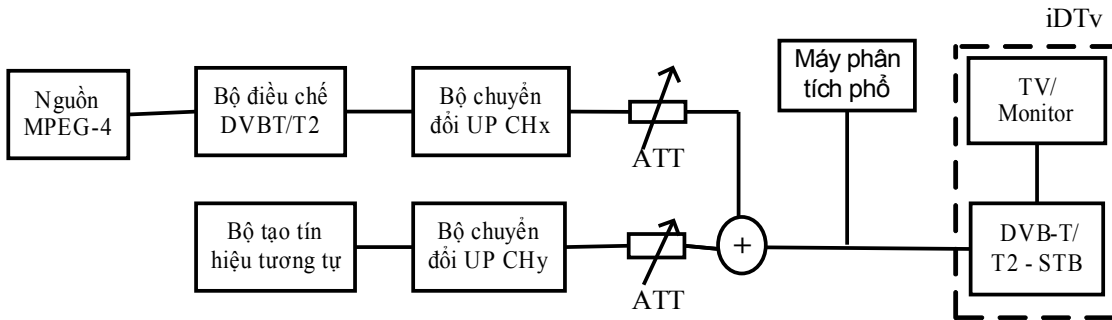 iDTv
Máy phân
tích phổ
Nguồn
MPEG-4
Bộ điều chế
DVBT/T2
Bộ chuyển
đổi UP CHx
ATT
TV/
Monitor
Bộ tạo tín
hiệu tương tự
Bộ chuyển
đổi UP CHy
ATT
+
DVB-T/
T2 - STB